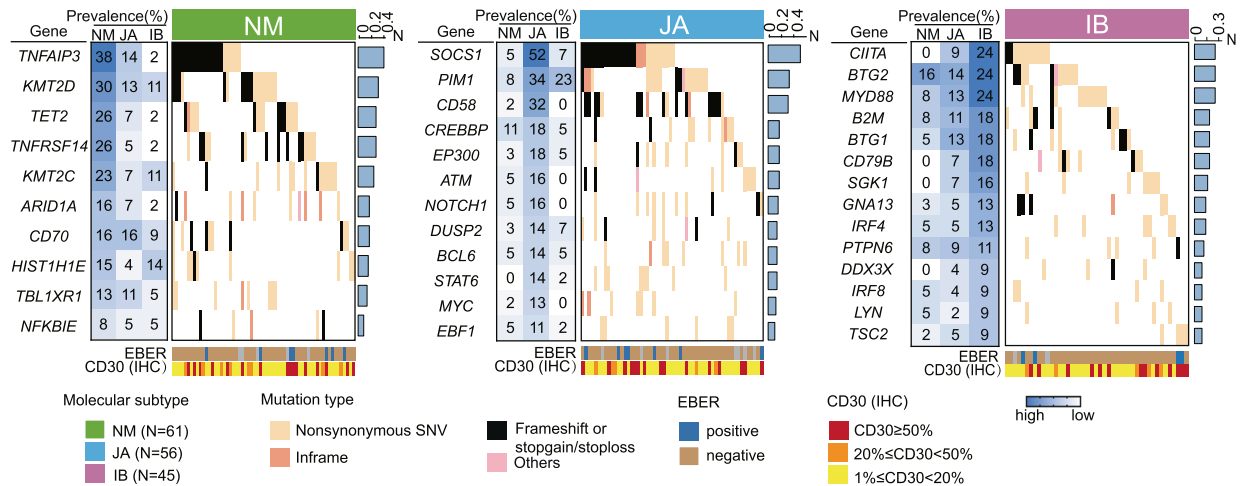 Prevalence(%)
Gene NM JA IB
NM
0 0.2 0.4
N
TNFAIP3 38 14 2
KMT2D 30 13 11
TET2 26 7 2
TNFRSF14 26 5 2
KMT2C 23 7 11
ARID1A 16 7 2
CD70 16 16 9
HIST1H1E 15 4 14
TBL1XR1 13 11 5
NFKBIE 8 5 5
EBER
CD30 (IHC)
Prevalence(%)
Gene NM JA IB
JA
0 0.2 0.4
N
SOCS1 5 52 7
PIM1 8 34 23
CD58 2 32 0
CREBBP 11 18 5
EP300 3 18 5
ATM 5 16 0
NOTCH1 5 16 0
DUSP2 3 14 7
BCL6 5 14 5
STAT6 0 14 2
MYC 2 13 0
EBF1 5 11 2
EBER
CD30 (IHC)
Prevalence(%)
Gene NM JA IB
IB
0 0.3
N
CIITA 0 9 24
BTG2 16 14 24
MYD88 8 13 24
B2M 8 11 18
BTG1 5 13 18
CD79B 0 7 18
SGK1 0 7 16
GNA13 3 5 13
IRF4 5 5 13
PTPN6 8 9 11
DDX3X 0 4 9
IRF8 5 4 9
LYN 5 2 9
TSC2 2 5 9
EBER
CD30 (IHC)
high low
Molecular subtype
NM (N=61)
JA (N=56)
IB (N=45)
Mutation type
Nonsynonymous SNV
Inframe
Frameshift or
stopgain/stoploss
Others
EBER
positive
negative
CD30 (IHC)
CD30≥50%
20%≤CD30<50%
1%≤CD30<20%